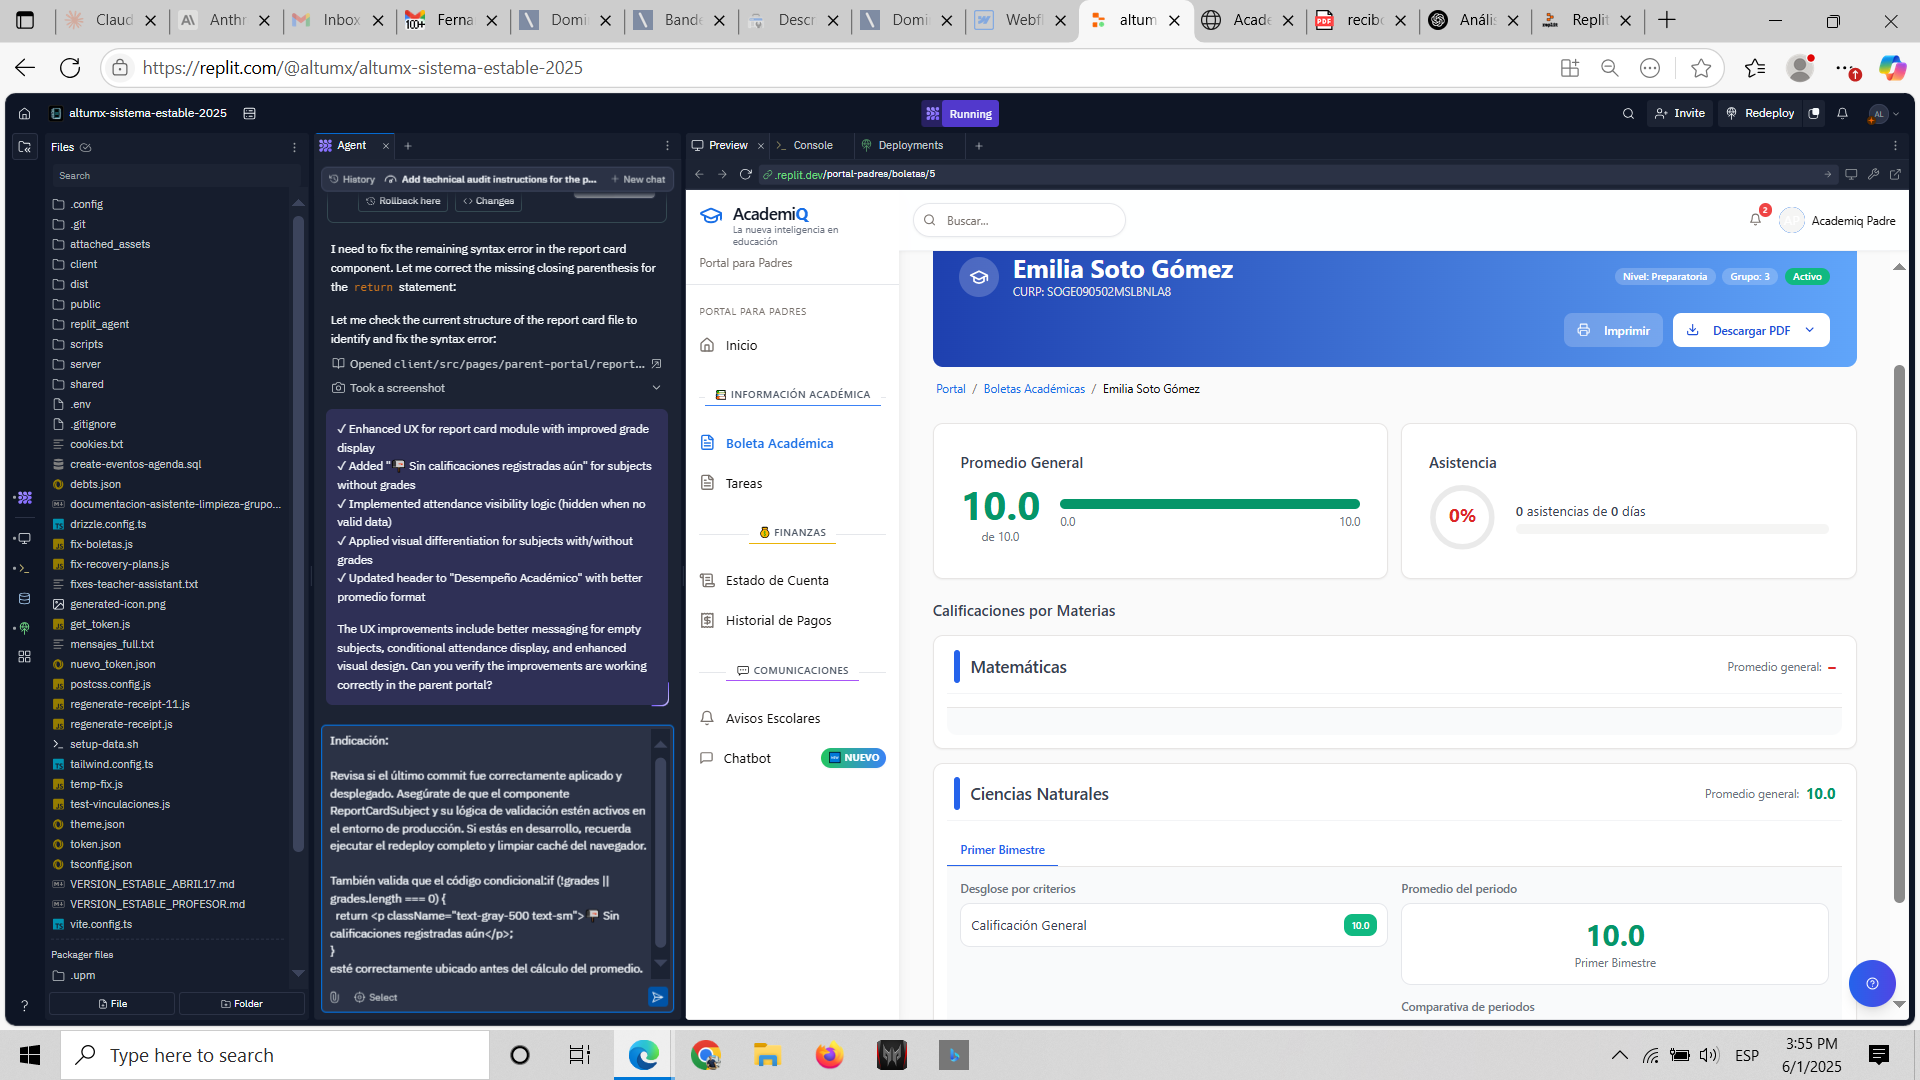 Claud
Anthr
Inbox
100+
Ferna
Domi
Bande
Descr
Domi
Webfl
altum
Acade
PDF
recibo
Anális
Replit
https://replit.com/@altumx/altumx-sistema-estable-2025
altumx-sistema-estable-2025
Running
Invite
Redeploy
AL
Files
Agent
Preview
Console
Deployments
Search
History
Add technical audit instructions for the p...
New chat
.replit.dev/portal-padres/boletas/5
.config
.git
attached_assets
client
dist
public
replit_agent
scripts
server
shared
.env
.gitignore
cookies.txt
create-eventos-agenda.sql
debts.json
documentacion-asistente-limpieza-grupo...
drizzle.config.ts
fix-boletas.js
fix-recovery-plans.js
fixes-teacher-assistant.txt
generated-icon.png
get_token.js
mensajes_full.txt
nuevo_token.json
postcss.config.js
regenerate-receipt-11.js
regenerate-receipt.js
setup-data.sh
tailwind.config.ts
temp-fix.js
test-vinculaciones.js
theme.json
token.json
tsconfig.json
VERSION_ESTABLE_ABRIL17.md
VERSION_ESTABLE_PROFESOR.md
vite.config.ts
Packager files
.upm
File
Folder
Rollback here
Changes
I need to fix the remaining syntax error in the report card
component. Let me correct the missing closing parenthesis for
the return statement:
Let me check the current structure of the report card file to
identify and fix the syntax error:
Opened client/src/pages/parent-portal/report...
Took a screenshot
✓ Enhanced UX for report card module with improved grade
display
✓ Added "📭 Sin calificaciones registradas aún" for subjects
without grades
✓ Implemented attendance visibility logic (hidden when no
valid data)
✓ Applied visual differentiation for subjects with/without
grades
✓ Updated header to "Desempeño Académico" with better
promedio format
The UX improvements include better messaging for empty
subjects, conditional attendance display, and enhanced
visual design. Can you verify the improvements are working
correctly in the parent portal?
Indicación:
Revisa si el último commit fue correctamente aplicado y
desplegado. Asegúrate de que el componente
ReportCardSubject y su lógica de validación estén activos en
el entorno de producción. Si estás en desarrollo, recuerda
ejecutar el redeploy completo y limpiar caché del navegador.
También valida que el código condicional:if (!grades ||
grades.length === 0) {
return <p className="text-gray-500 text-sm">📭 Sin
calificaciones registradas aún</p>;
}
esté correctamente ubicado antes del cálculo del promedio.
Select
AcademiQ
La nueva inteligencia en
educación
Portal para Padres
PORTAL PARA PADRES
Inicio
INFORMACIÓN ACADÉMICA
Boleta Académica
Tareas
FINANZAS
Estado de Cuenta
Historial de Pagos
COMUNICACIONES
Avisos Escolares
Chatbot
NUEVO
Buscar...
2
Academiq Padre
Emilia Soto Gómez
CURP: SOGE090502MSLBNLA8
Nivel: Preparatoria
Grupo: 3
Activo
Imprimir
Descargar PDF
Portal / Boletas Académicas / Emilia Soto Gómez
Promedio General
10.0
de 10.0
0.0
10.0
Asistencia
0%
0 asistencias de 0 días
Calificaciones por Materias
Matemáticas
Promedio general: –
Ciencias Naturales
Promedio general: 10.0
Primer Bimestre
Desglose por criterios
Calificación General
10.0
Promedio del periodo
10.0
Primer Bimestre
Comparativa de periodos
Type here to search
ESP
3:55 PM
6/1/2025